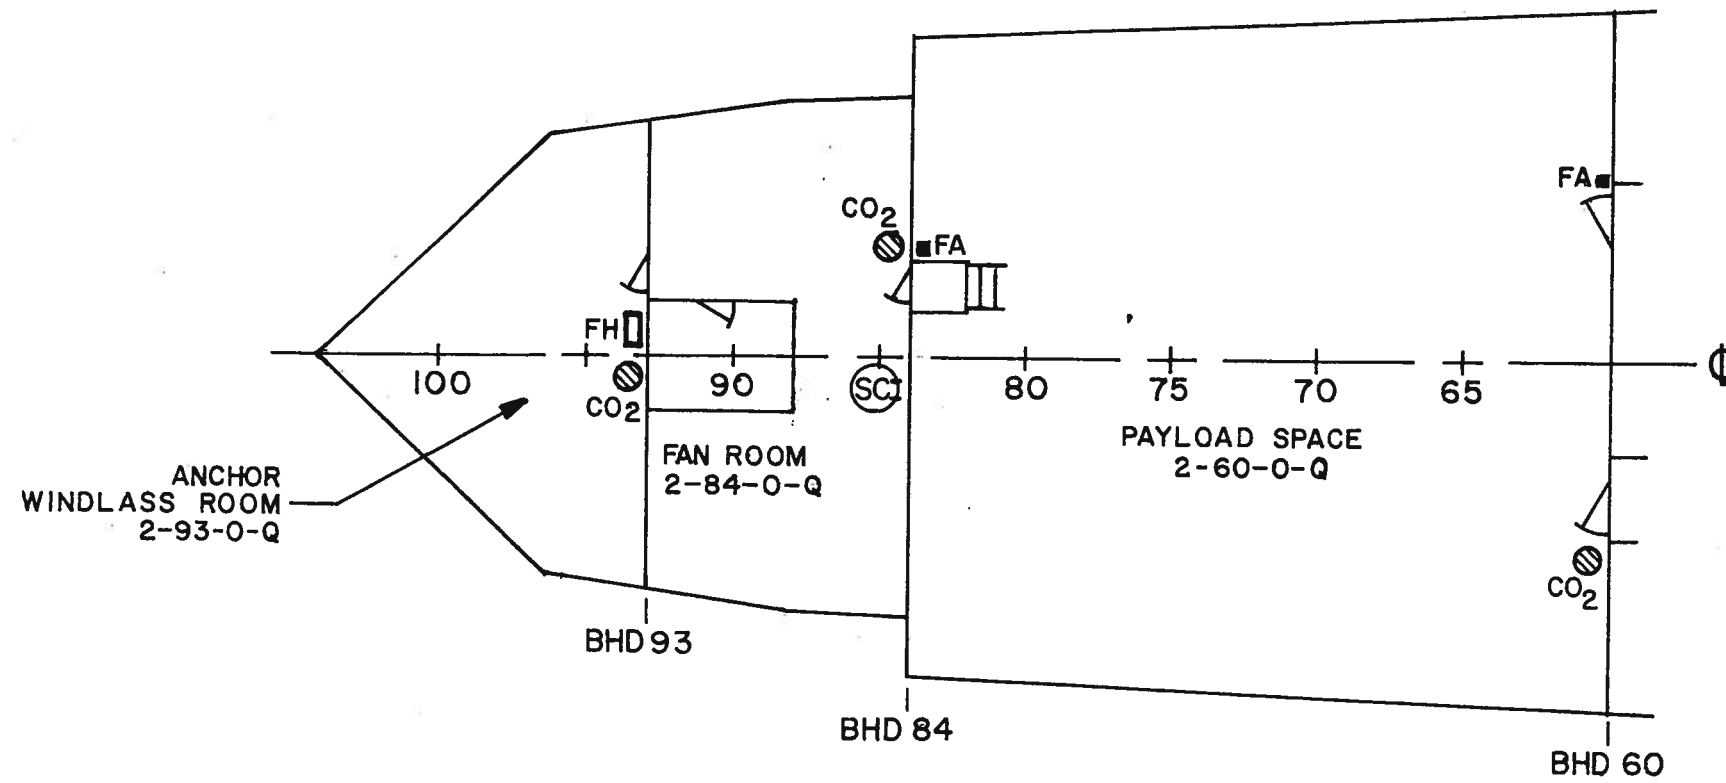 FA
CO2
FA
FH
100
90
80
75
70
65
CO2
SCI
PAYLOAD SPACE
2-60-0-Q
FAN ROOM
2-84-0-Q
ANCHOR
WINDLASS ROOM
2-93-0-Q
CO2
BHD 93
BHD 84
BHD 60